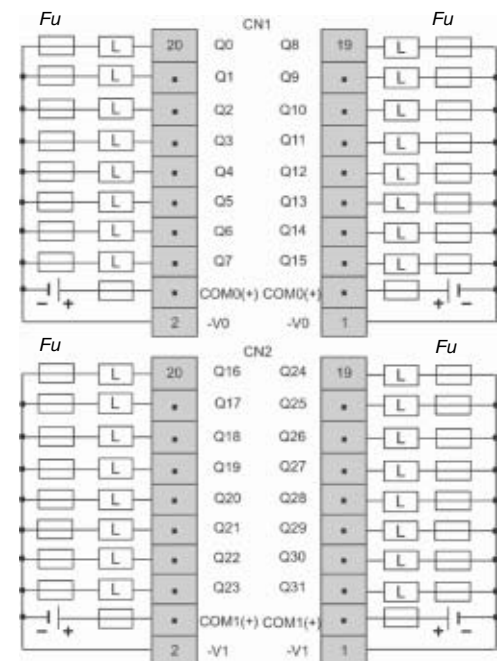 Fu CN1 Fu
L 20 Q0 Q8 19 L
L Q1 Q9 L
L Q2 Q10 L
L Q3 Q11 L
L Q4 Q12 L
L Q5 Q13 L
L Q6 Q14 L
L Q7 Q15 L
- + COM0(+) COM0(+) + -
2 -V0 -V0 1
Fu CN2 Fu
L 20 Q16 Q24 19 L
L Q17 Q25 L
L Q18 Q26 L
L Q19 Q27 L
L Q20 Q28 L
L Q21 Q29 L
L Q22 Q30 L
L Q23 Q31 L
- + COM1(+) COM1(+) + -
2 -V1 -V1 1